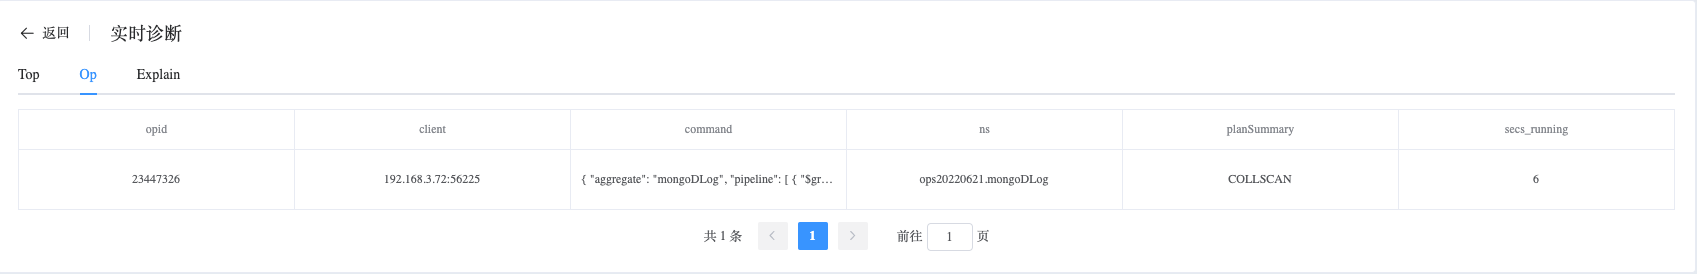 返回 实时诊断
Top Op Explain
opid client command ns planSummary secs_running
23447326 192.168.3.72:56225 { "aggregate": "mongoDLog", "pipeline": [ { "$gr... ops20220621.mongoDLog COLLSCAN 6
共 1 条 1 前往 1 页